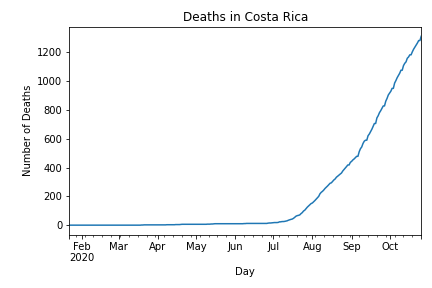 Deaths in Costa Rica
Number of Deaths
1200
1000
800
600
400
200
0
Feb Mar Apr May Jun Jul Aug Sep Oct
2020
Day